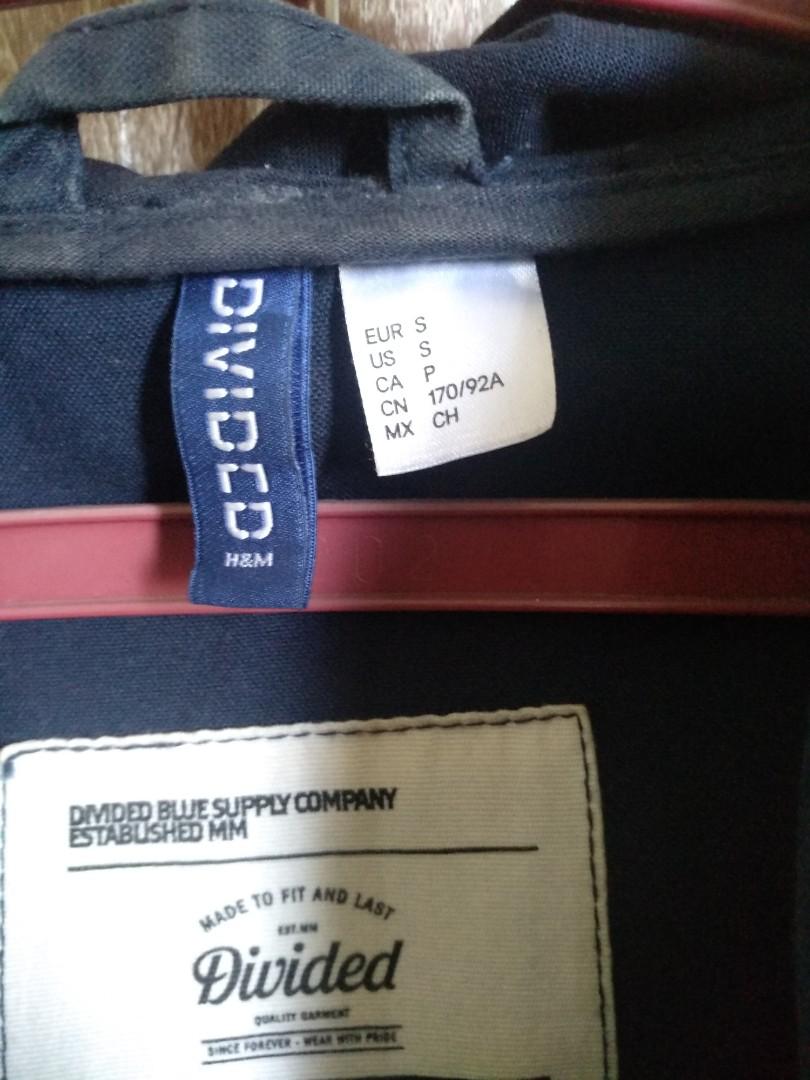 DIVIDED
H&M
EUR S
US S
CA P
CN 170/92A
MX CH
DIVIDED BLUE SUPPLY COMPANY
ESTABLISHED MM
MADE TO FIT AND LAST
EST. MM
Divided
QUALITY GARMENT
SINCE FOREVER - WEAR WITH PRIDE